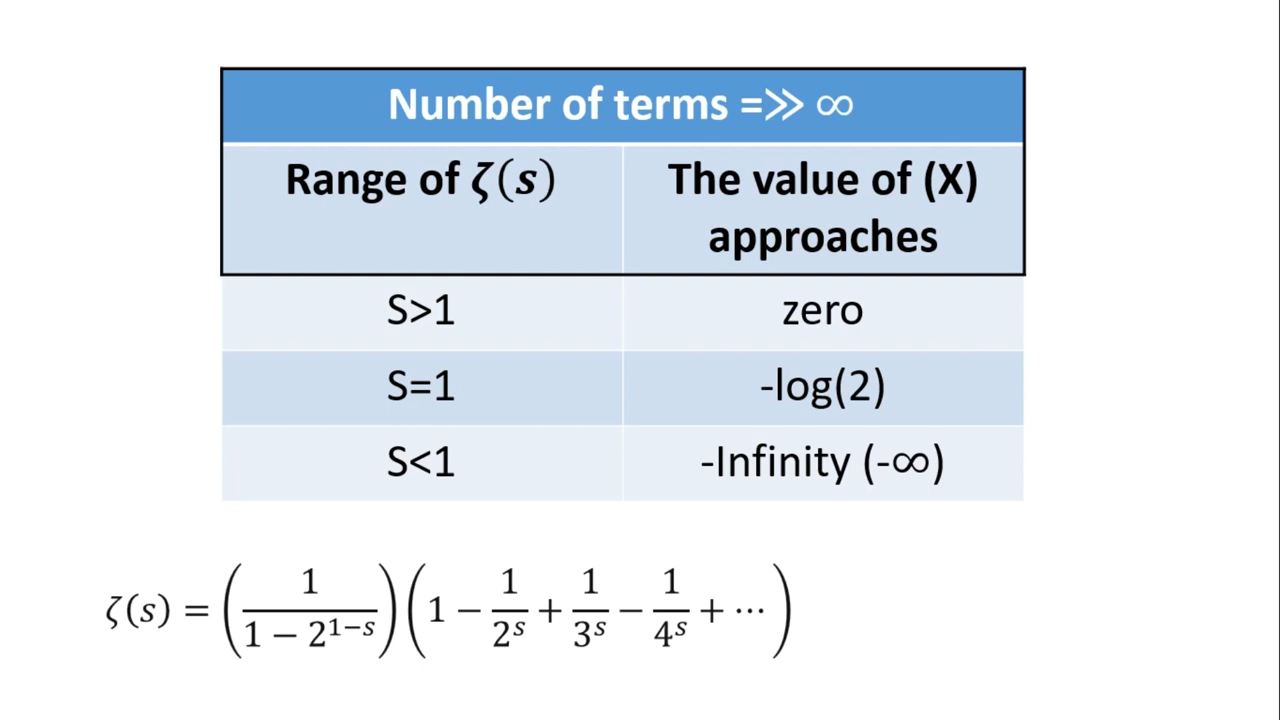 Number of terms =≫ ∞
Range of ζ(s)
The value of (X)
approaches
S>1
zero
S=1
-log(2)
S<1
-Infinity (-∞)
ζ(s) = (1/(1 − 2^{1−s})) (1 − 1/2^s + 1/3^s − 1/4^s + ⋯)